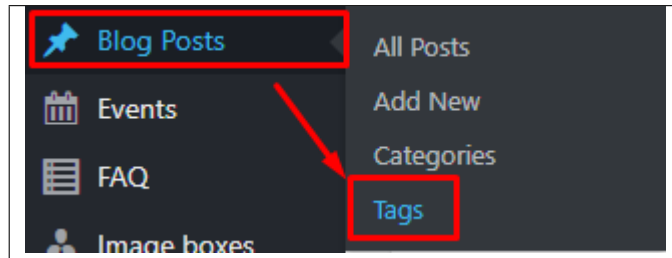 Blog Posts
Events
FAQ
Image boxes
All Posts
Add New
Categories
Tags